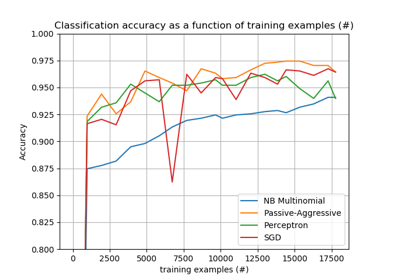 Classification accuracy as a function of training examples (#)
1.000
0.975
0.950
0.925
0.900
0.875
0.850
0.825
0.800
Accuracy
NB Multinomial
Passive-Aggressive
Perceptron
SGD
0 2500 5000 7500 10000 12500 15000 17500
training examples (#)